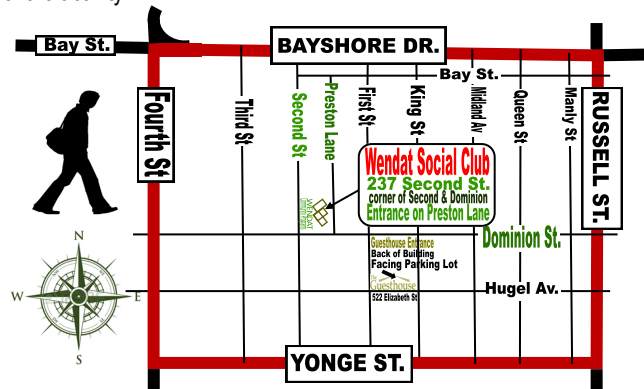 Bay St.
BAYSHORE DR.
Bay St.
Fourth St
Third St
Second St
Preston Lane
First St
King St
Midland Av
Queen St
Manly St
RUSSELL ST.
Wendat Social Club
237 Second St.
corner of Second & Dominion
Entrance on Preston Lane
WENDAT
Dominion St.
Guesthouse Entrance
Back of Building
Facing Parking Lot
The Guesthouse
522 Elizabeth St
Hugel Av.
N
W
E
S
YONGE ST.